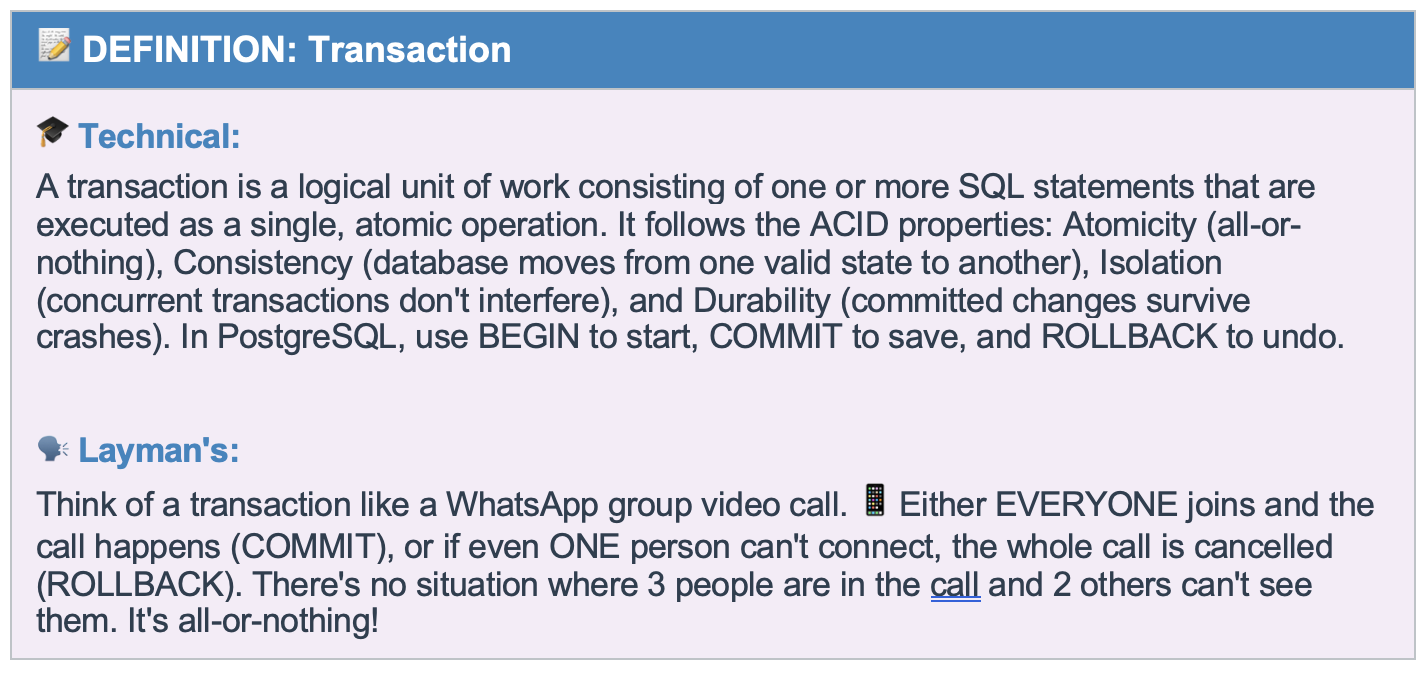 📝 DEFINITION: Transaction
🎓 Technical:
A transaction is a logical unit of work consisting of one or more SQL statements that are
executed as a single, atomic operation. It follows the ACID properties: Atomicity (all-or-
nothing), Consistency (database moves from one valid state to another), Isolation
(concurrent transactions don't interfere), and Durability (committed changes survive
crashes). In PostgreSQL, use BEGIN to start, COMMIT to save, and ROLLBACK to undo.
🗣️ Layman's:
Think of a transaction like a WhatsApp group video call. 📱 Either EVERYONE joins and the
call happens (COMMIT), or if even ONE person can't connect, the whole call is cancelled
(ROLLBACK). There's no situation where 3 people are in the call and 2 others can't see
them. It's all-or-nothing!